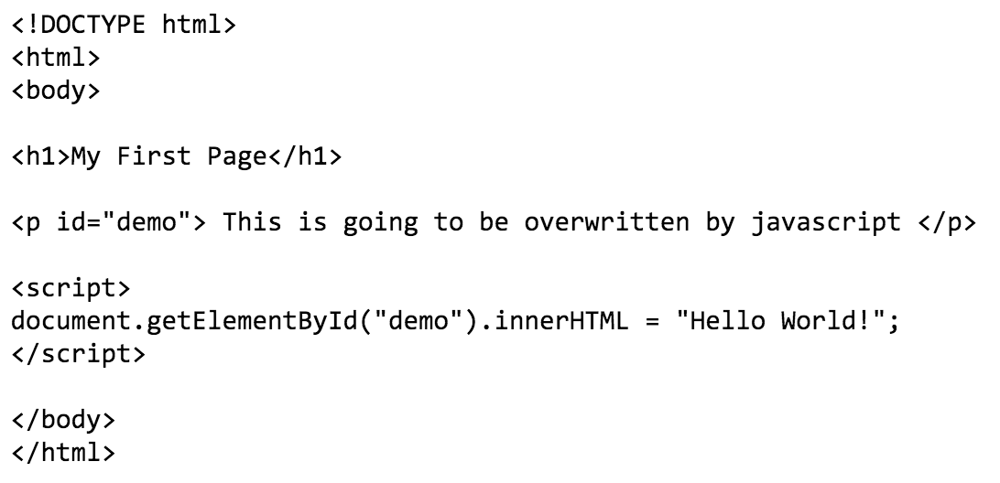 <!DOCTYPE html>
<html>
<body>
<h1>My First Page</h1>
<p id="demo"> This is going to be overwritten by javascript </p>
<script>
document.getElementById("demo").innerHTML = "Hello World!";
</script>
</body>
</html>